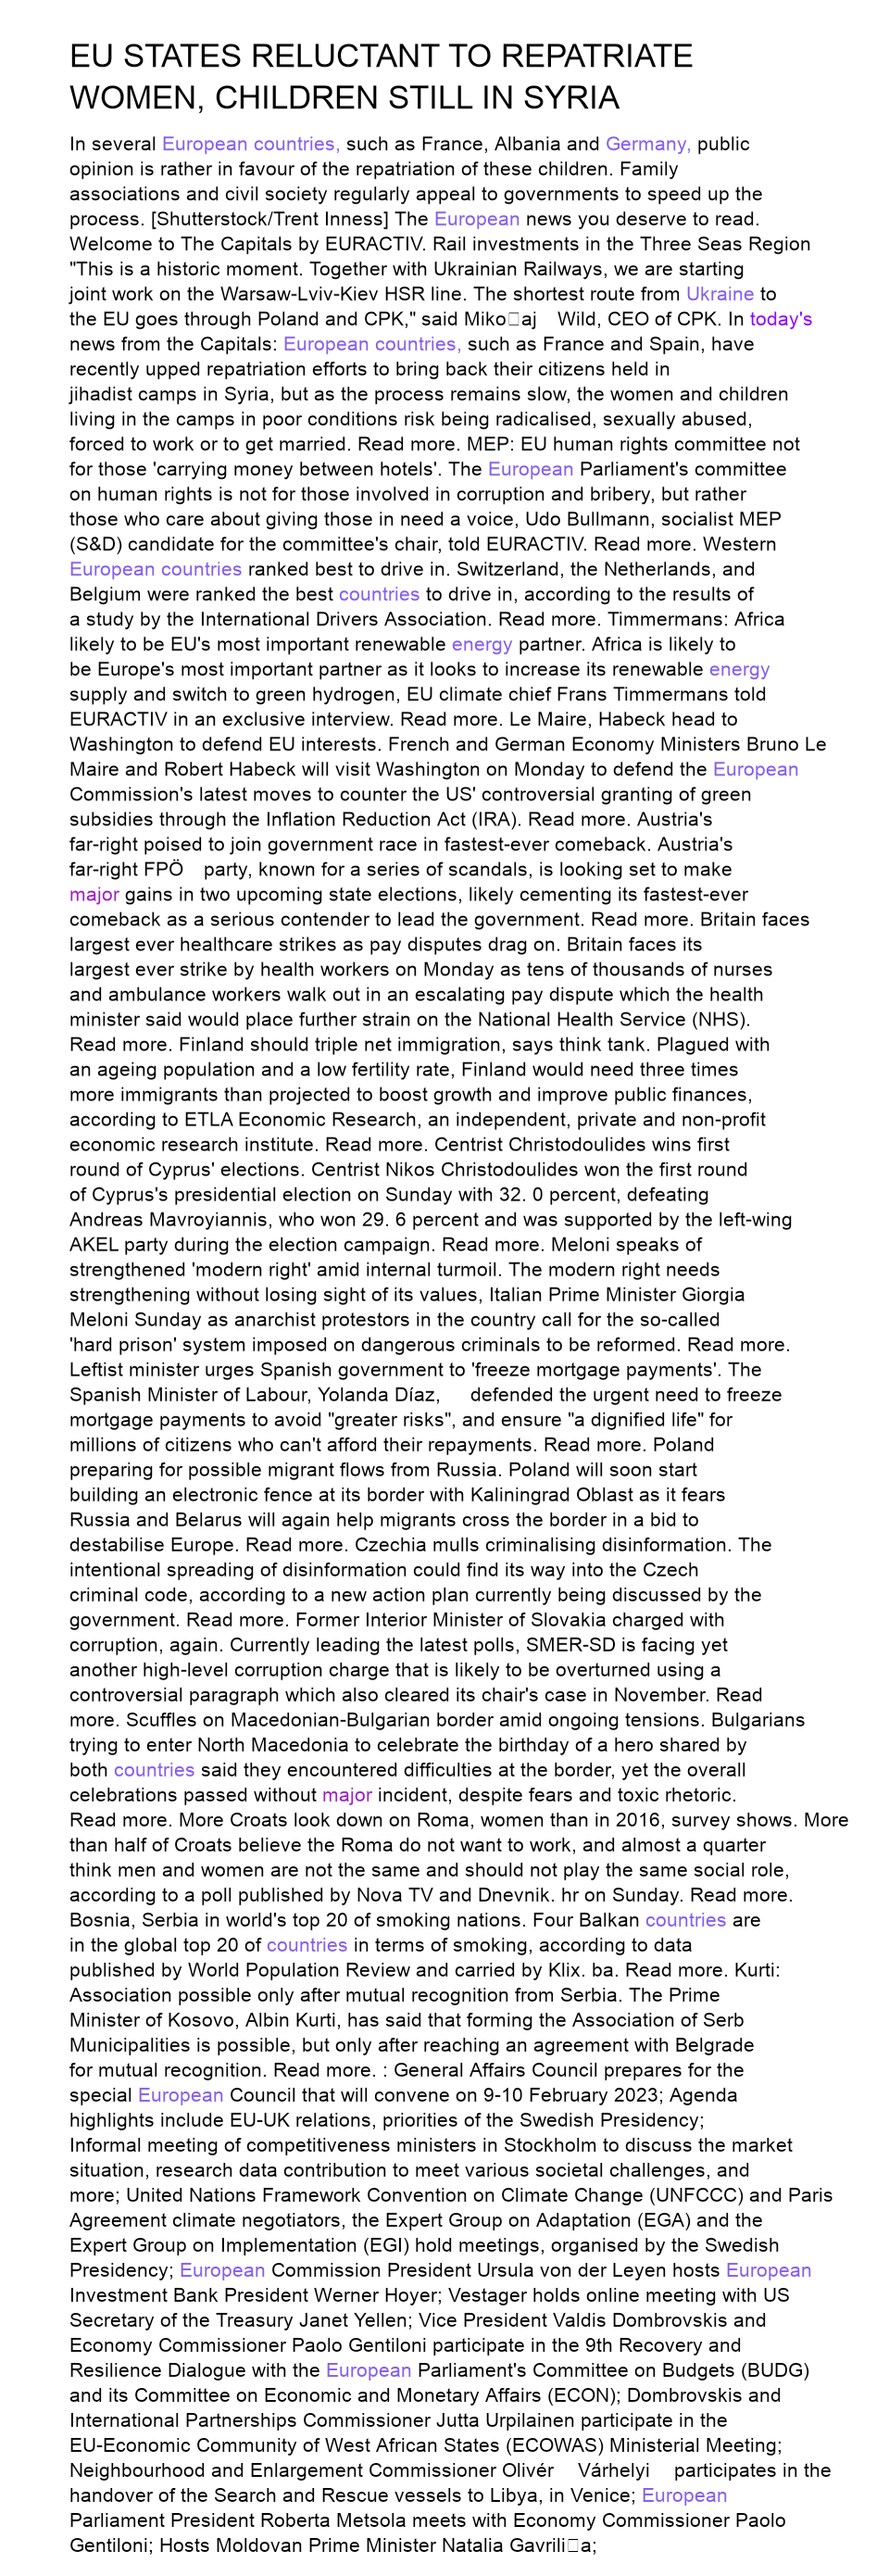 EU STATES RELUCTANT TO REPATRIATE
WOMEN, CHILDREN STILL IN SYRIA
In several European countries, such as France, Albania and Germany, public
opinion is rather in favour of the repatriation of these children. Family
associations and civil society regularly appeal to governments to speed up the
process. [Shutterstock/Trent Inness] The European news you deserve to read.
Welcome to The Capitals by EURACTIV. Rail investments in the Three Seas Region
"This is a historic moment. Together with Ukrainian Railways, we are starting
joint work on the Warsaw-Lviv-Kiev HSR line. The shortest route from Ukraine to
the EU goes through Poland and CPK," said Miko□aj Wild, CEO of CPK. In today's
news from the Capitals: European countries, such as France and Spain, have
recently upped repatriation efforts to bring back their citizens held in
jihadist camps in Syria, but as the process remains slow, the women and children
living in the camps in poor conditions risk being radicalised, sexually abused,
forced to work or to get married. Read more. MEP: EU human rights committee not
for those 'carrying money between hotels'. The European Parliament's committee
on human rights is not for those involved in corruption and bribery, but rather
those who care about giving those in need a voice, Udo Bullmann, socialist MEP
(S&D) candidate for the committee's chair, told EURACTIV. Read more. Western
European countries ranked best to drive in. Switzerland, the Netherlands, and
Belgium were ranked the best countries to drive in, according to the results of
a study by the International Drivers Association. Read more. Timmermans: Africa
likely to be EU's most important renewable energy partner. Africa is likely to
be Europe's most important partner as it looks to increase its renewable energy
supply and switch to green hydrogen, EU climate chief Frans Timmermans told
EURACTIV in an exclusive interview. Read more. Le Maire, Habeck head to
Washington to defend EU interests. French and German Economy Ministers Bruno Le
Maire and Robert Habeck will visit Washington on Monday to defend the European
Commission's latest moves to counter the US' controversial granting of green
subsidies through the Inflation Reduction Act (IRA). Read more. Austria's
far-right poised to join government race in fastest-ever comeback. Austria's
far-right FPÖ party, known for a series of scandals, is looking set to make
major gains in two upcoming state elections, likely cementing its fastest-ever
comeback as a serious contender to lead the government. Read more. Britain faces
largest ever healthcare strikes as pay disputes drag on. Britain faces its
largest ever strike by health workers on Monday as tens of thousands of nurses
and ambulance workers walk out in an escalating pay dispute which the health
minister said would place further strain on the National Health Service (NHS).
Read more. Finland should triple net immigration, says think tank. Plagued with
an ageing population and a low fertility rate, Finland would need three times
more immigrants than projected to boost growth and improve public finances,
according to ETLA Economic Research, an independent, private and non-profit
economic research institute. Read more. Centrist Christodoulides wins first
round of Cyprus' elections. Centrist Nikos Christodoulides won the first round
of Cyprus's presidential election on Sunday with 32. 0 percent, defeating
Andreas Mavroyiannis, who won 29. 6 percent and was supported by the left-wing
AKEL party during the election campaign. Read more. Meloni speaks of
strengthened 'modern right' amid internal turmoil. The modern right needs
strengthening without losing sight of its values, Italian Prime Minister Giorgia
Meloni Sunday as anarchist protestors in the country call for the so-called
'hard prison' system imposed on dangerous criminals to be reformed. Read more.
Leftist minister urges Spanish government to 'freeze mortgage payments'. The
Spanish Minister of Labour, Yolanda Díaz, defended the urgent need to freeze
mortgage payments to avoid "greater risks", and ensure "a dignified life" for
millions of citizens who can't afford their repayments. Read more. Poland
preparing for possible migrant flows from Russia. Poland will soon start
building an electronic fence at its border with Kaliningrad Oblast as it fears
Russia and Belarus will again help migrants cross the border in a bid to
destabilise Europe. Read more. Czechia mulls criminalising disinformation. The
intentional spreading of disinformation could find its way into the Czech
criminal code, according to a new action plan currently being discussed by the
government. Read more. Former Interior Minister of Slovakia charged with
corruption, again. Currently leading the latest polls, SMER-SD is facing yet
another high-level corruption charge that is likely to be overturned using a
controversial paragraph which also cleared its chair's case in November. Read
more. Scuffles on Macedonian-Bulgarian border amid ongoing tensions. Bulgarians
trying to enter North Macedonia to celebrate the birthday of a hero shared by
both countries said they encountered difficulties at the border, yet the overall
celebrations passed without major incident, despite fears and toxic rhetoric.
Read more. More Croats look down on Roma, women than in 2016, survey shows. More
than half of Croats believe the Roma do not want to work, and almost a quarter
think men and women are not the same and should not play the same social role,
according to a poll published by Nova TV and Dnevnik. hr on Sunday. Read more.
Bosnia, Serbia in world's top 20 of smoking nations. Four Balkan countries are
in the global top 20 of countries in terms of smoking, according to data
published by World Population Review and carried by Klix. ba. Read more. Kurti:
Association possible only after mutual recognition from Serbia. The Prime
Minister of Kosovo, Albin Kurti, has said that forming the Association of Serb
Municipalities is possible, but only after reaching an agreement with Belgrade
for mutual recognition. Read more. : General Affairs Council prepares for the
special European Council that will convene on 9-10 February 2023; Agenda
highlights include EU-UK relations, priorities of the Swedish Presidency;
Informal meeting of competitiveness ministers in Stockholm to discuss the market
situation, research data contribution to meet various societal challenges, and
more; United Nations Framework Convention on Climate Change (UNFCCC) and Paris
Agreement climate negotiators, the Expert Group on Adaptation (EGA) and the
Expert Group on Implementation (EGI) hold meetings, organised by the Swedish
Presidency; European Commission President Ursula von der Leyen hosts European
Investment Bank President Werner Hoyer; Vestager holds online meeting with US
Secretary of the Treasury Janet Yellen; Vice President Valdis Dombrovskis and
Economy Commissioner Paolo Gentiloni participate in the 9th Recovery and
Resilience Dialogue with the European Parliament's Committee on Budgets (BUDG)
and its Committee on Economic and Monetary Affairs (ECON); Dombrovskis and
International Partnerships Commissioner Jutta Urpilainen participate in the
EU-Economic Community of West African States (ECOWAS) Ministerial Meeting;
Neighbourhood and Enlargement Commissioner Olivér Várhelyi participates in the
handover of the Search and Rescue vessels to Libya, in Venice; European
Parliament President Roberta Metsola meets with Economy Commissioner Paolo
Gentiloni; Hosts Moldovan Prime Minister Natalia Gavrili□a;